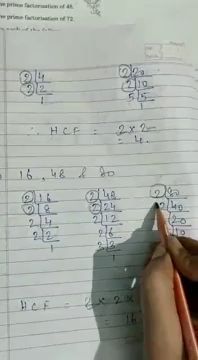 he prime factorisation of 48.
he prime factorisation of 72.
2 4      2 20
2 2      2 10
1      5 5
1
∴ HCF = 2 × 2
= 4.
16, 48 & 80
2 16      2 48      2 80
2 8      2 24      2 40
2 4      2 12      2 20
2 2      2 6      10
1      3 3
1
HCF = 2 × 2 ×
= 16